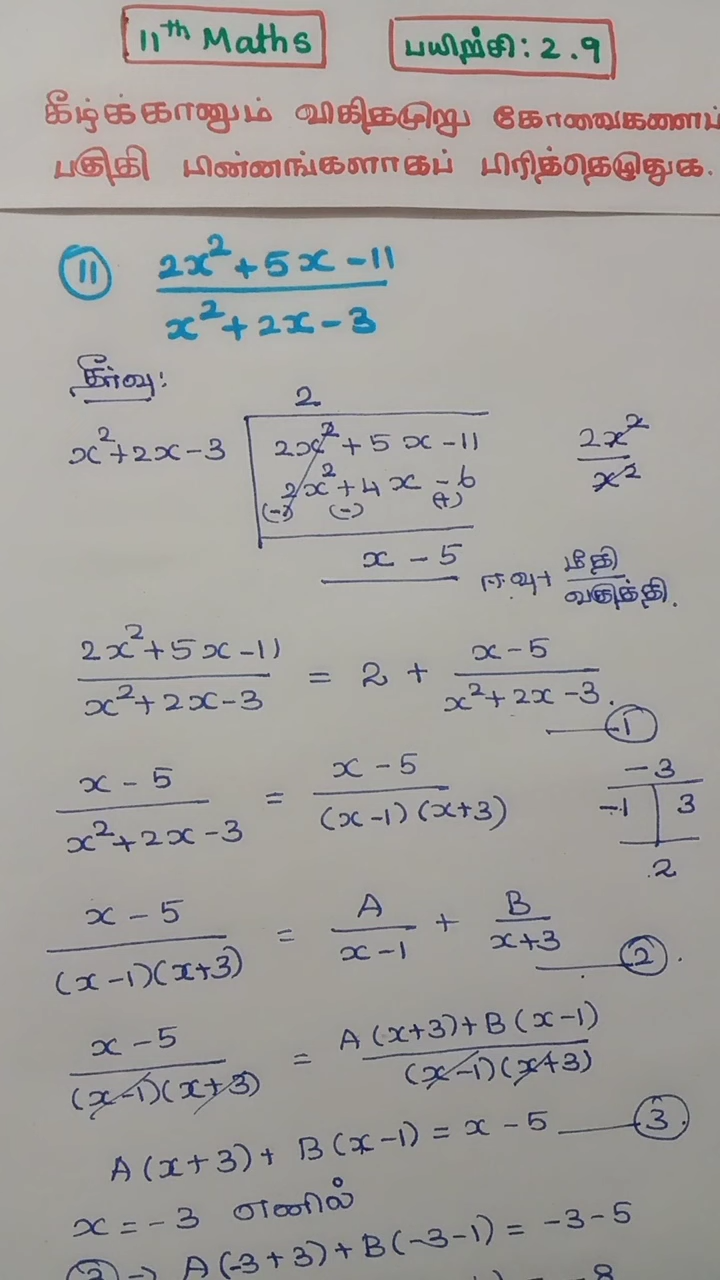 11th Maths
பயிற்சி: 2.9
கீழ்க்காணும் விகிதமுறு கோவைகளைப்
பகுதி பின்னங்களாகப் பிரித்தெழுதுக.
11 (2x² + 5x - 11) / (x² + 2x - 3)
தீர்வு:
2
x² + 2x - 3 2x² + 5x - 11 2x² / x²
2x² + 4x - 6
(-) (-) (+)
x - 5 ஈவு + மீதி / வகுத்தி.
(2x² + 5x - 11) / (x² + 2x - 3) = 2 + (x - 5) / (x² + 2x - 3). — 1
(x - 5) / (x² + 2x - 3) = (x - 5) / ((x - 1)(x + 3))
-3
-1 3
2
(x - 5) / ((x - 1)(x + 3)) = A / (x - 1) + B / (x + 3) — 2.
(x - 5) / ((x - 1)(x + 3)) = (A(x + 3) + B(x - 1)) / ((x - 1)(x + 3))
A(x + 3) + B(x - 1) = x - 5 — 3
x = -3 எனில்
3 → A(-3 + 3) + B(-3 - 1) = -3 - 5